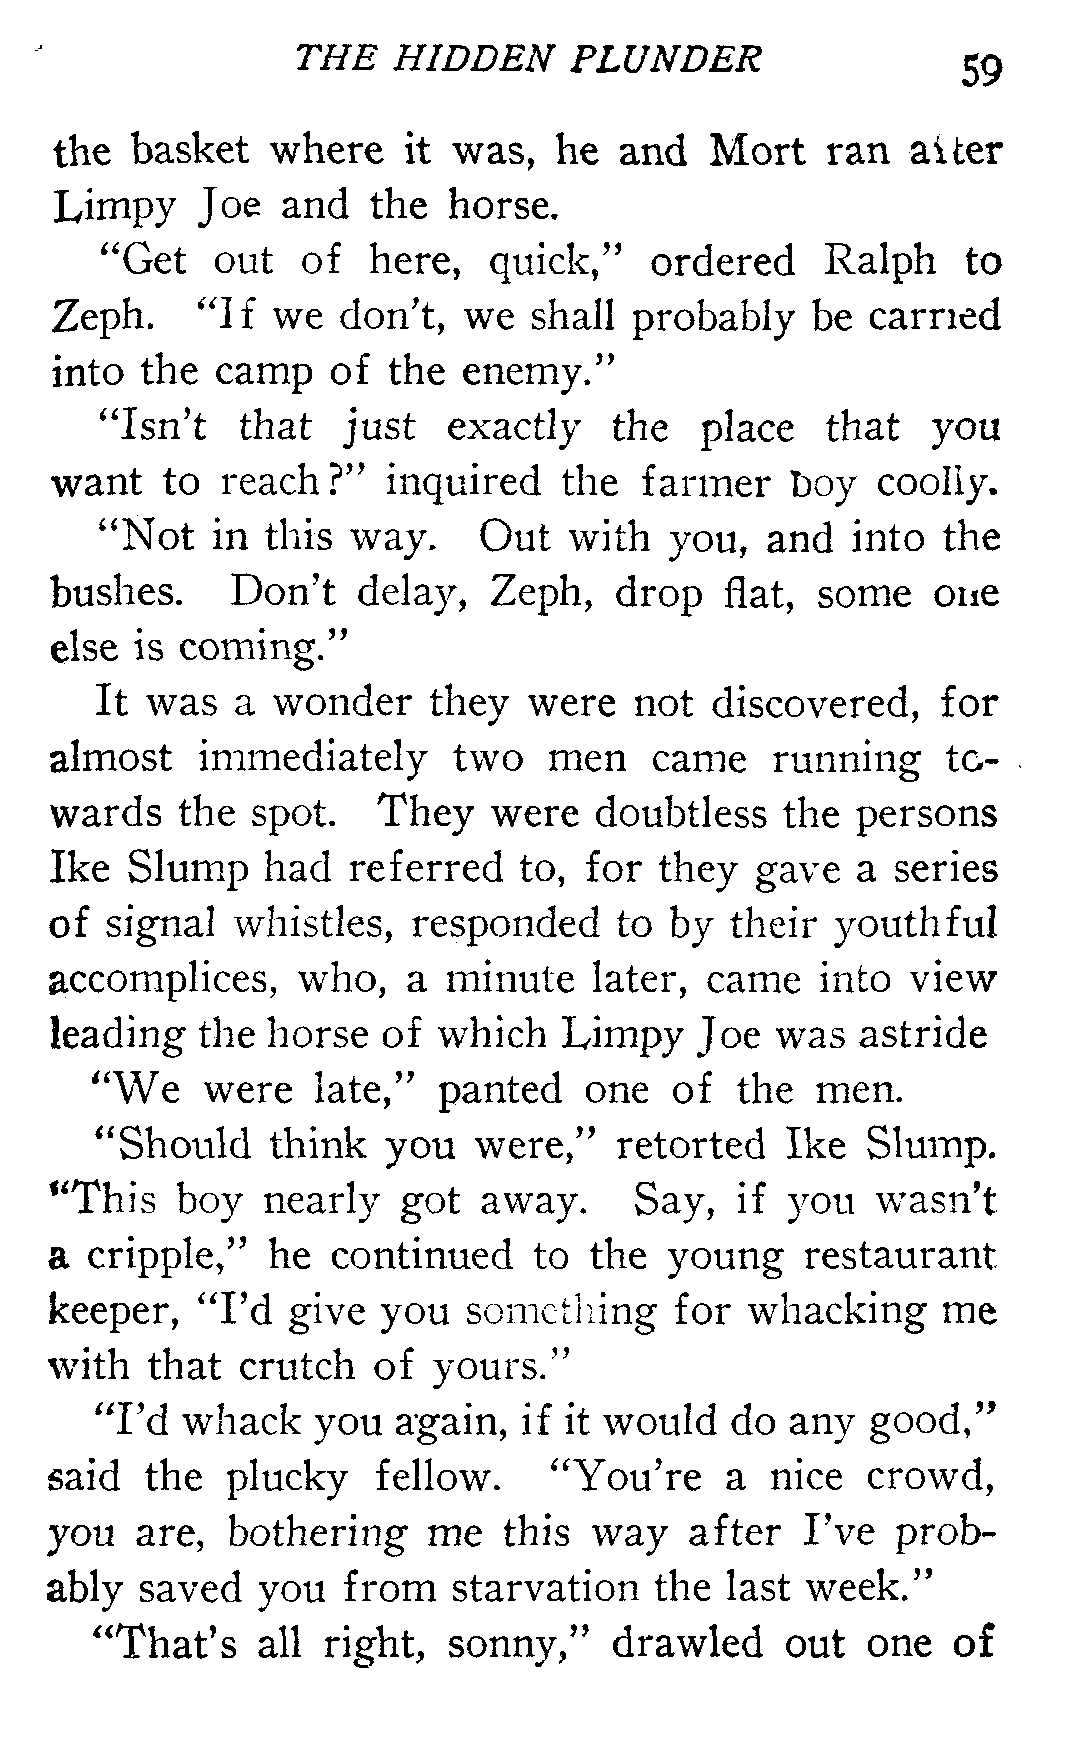 THE HIDDEN PLUNDER 59
the basket where it was, he and Mort ran after
Limpy Joe and the horse.
“Get out of here, quick,” ordered Ralph to
Zeph. “If we don’t, we shall probably be carried
into the camp of the enemy.”
“Isn’t that just exactly the place that you
want to reach?” inquired the farmer boy coolly.
“Not in this way. Out with you, and into the
bushes. Don’t delay, Zeph, drop flat, some one
else is coming.”
It was a wonder they were not discovered, for
almost immediately two men came running to-
wards the spot. They were doubtless the persons
Ike Slump had referred to, for they gave a series
of signal whistles, responded to by their youthful
accomplices, who, a minute later, came into view
leading the horse of which Limpy Joe was astride
“We were late,” panted one of the men.
“Should think you were,” retorted Ike Slump.
“This boy nearly got away. Say, if you wasn’t
a cripple,” he continued to the young restaurant
keeper, “I’d give you something for whacking me
with that crutch of yours.”
“I’d whack you again, if it would do any good,”
said the plucky fellow. “You’re a nice crowd,
you are, bothering me this way after I’ve prob-
ably saved you from starvation the last week.”
“That’s all right, sonny,” drawled out one of